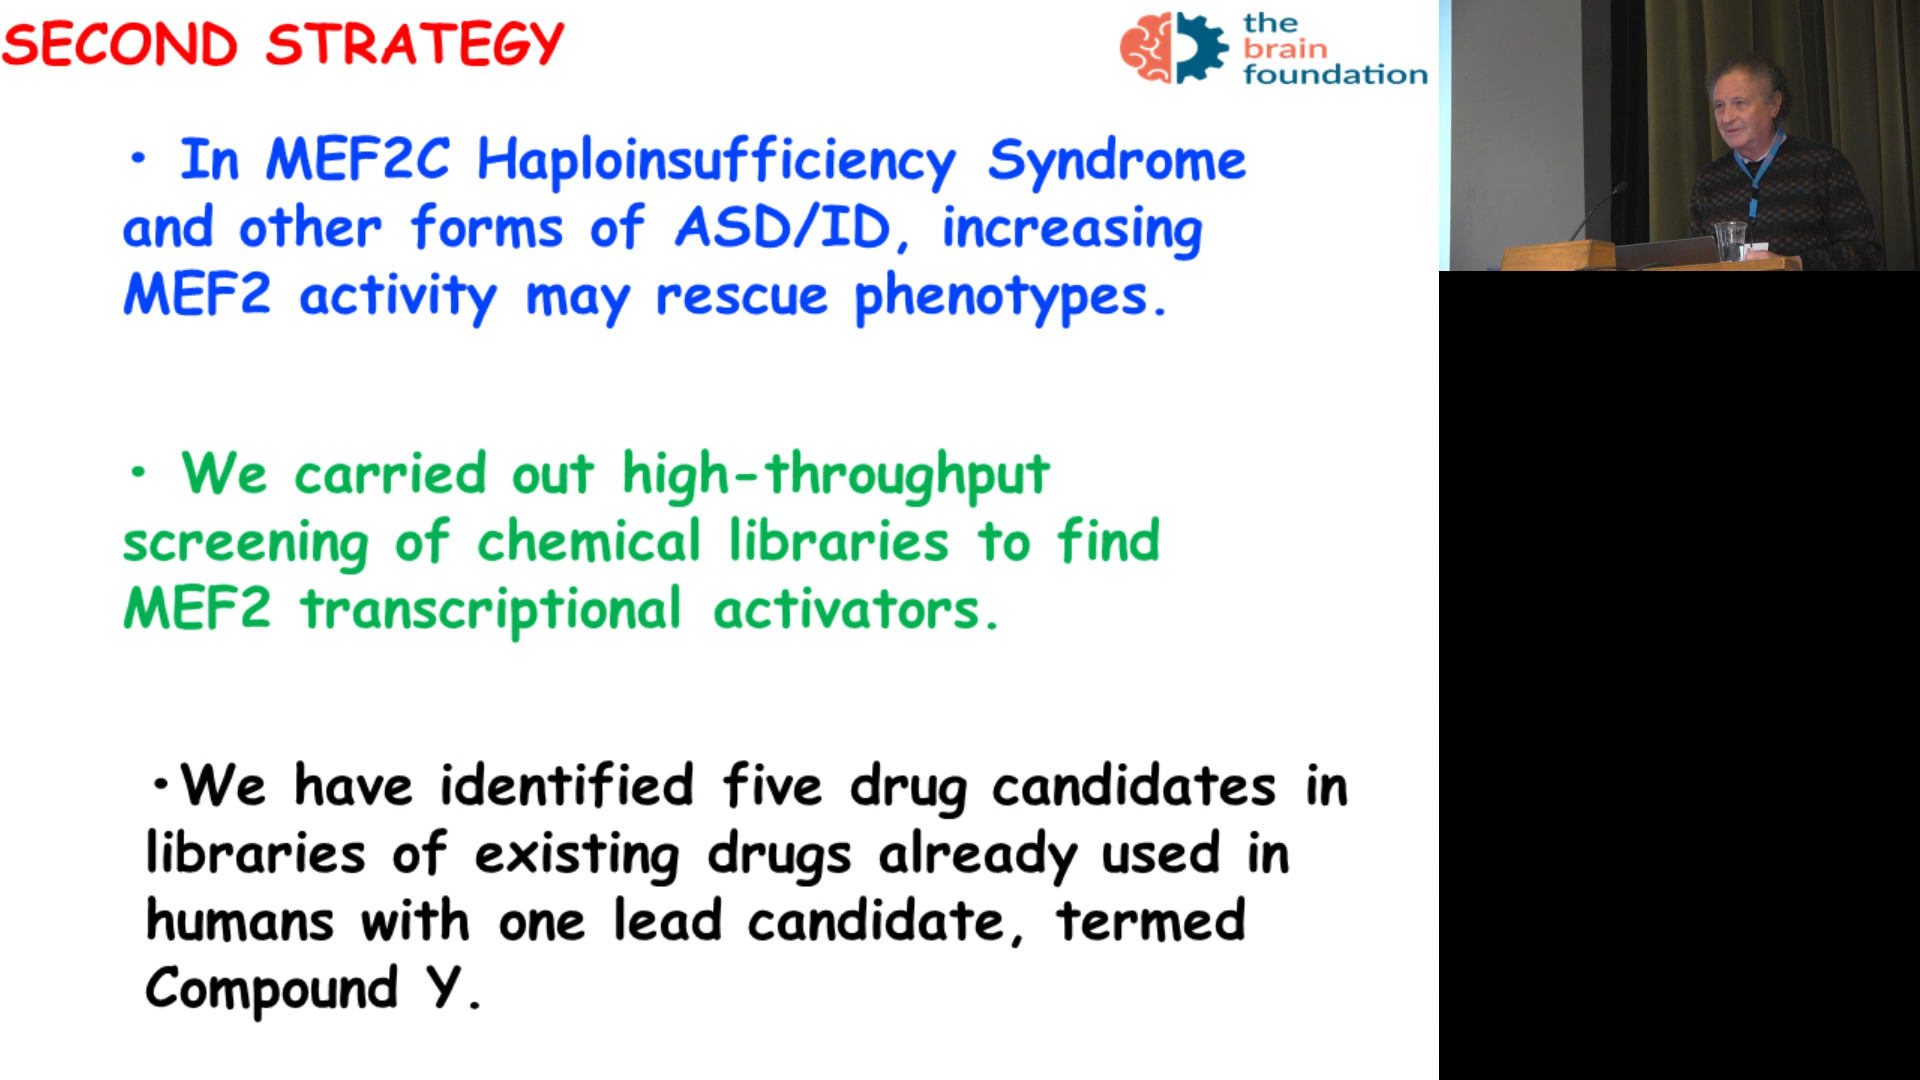 SECOND STRATEGY
the
brain
foundation
• In MEF2C Haploinsufficiency Syndrome
and other forms of ASD/ID, increasing
MEF2 activity may rescue phenotypes.
• We carried out high-throughput
screening of chemical libraries to find
MEF2 transcriptional activators.
•We have identified five drug candidates in
libraries of existing drugs already used in
humans with one lead candidate, termed
Compound Y.